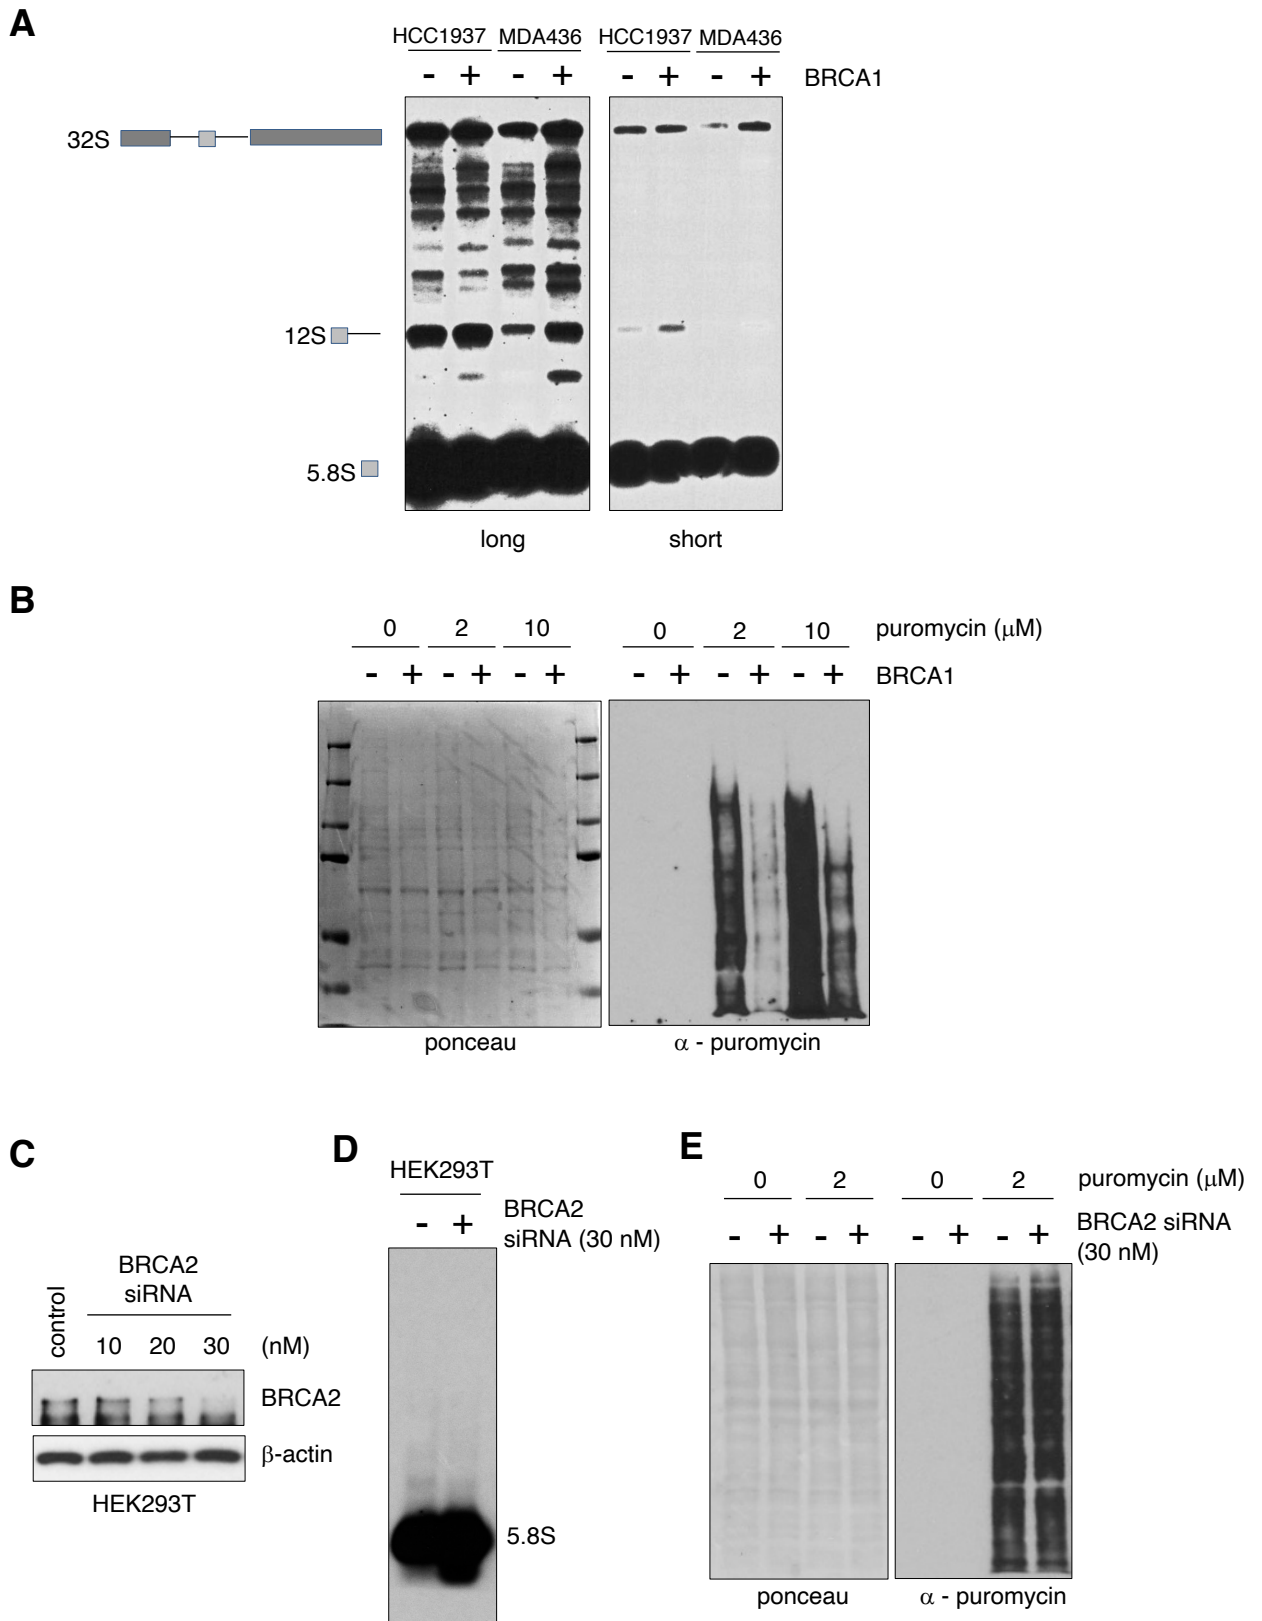 A
HCC1937 MDA436 HCC1937 MDA436
- + - + - + - + BRCA1
32S
12S
5.8S
long short
B
0 2 10 0 2 10 puromycin (μM)
- + - + - + - + - + - + BRCA1
ponceau α - puromycin
C
control
BRCA2
siRNA
10 20 30 (nM)
BRCA2
β-actin
HEK293T
D
HEK293T
- + BRCA2
siRNA (30 nM)
5.8S
E
0 2 0 2 puromycin (μM)
- + - + - + - + BRCA2 siRNA
(30 nM)
ponceau α - puromycin